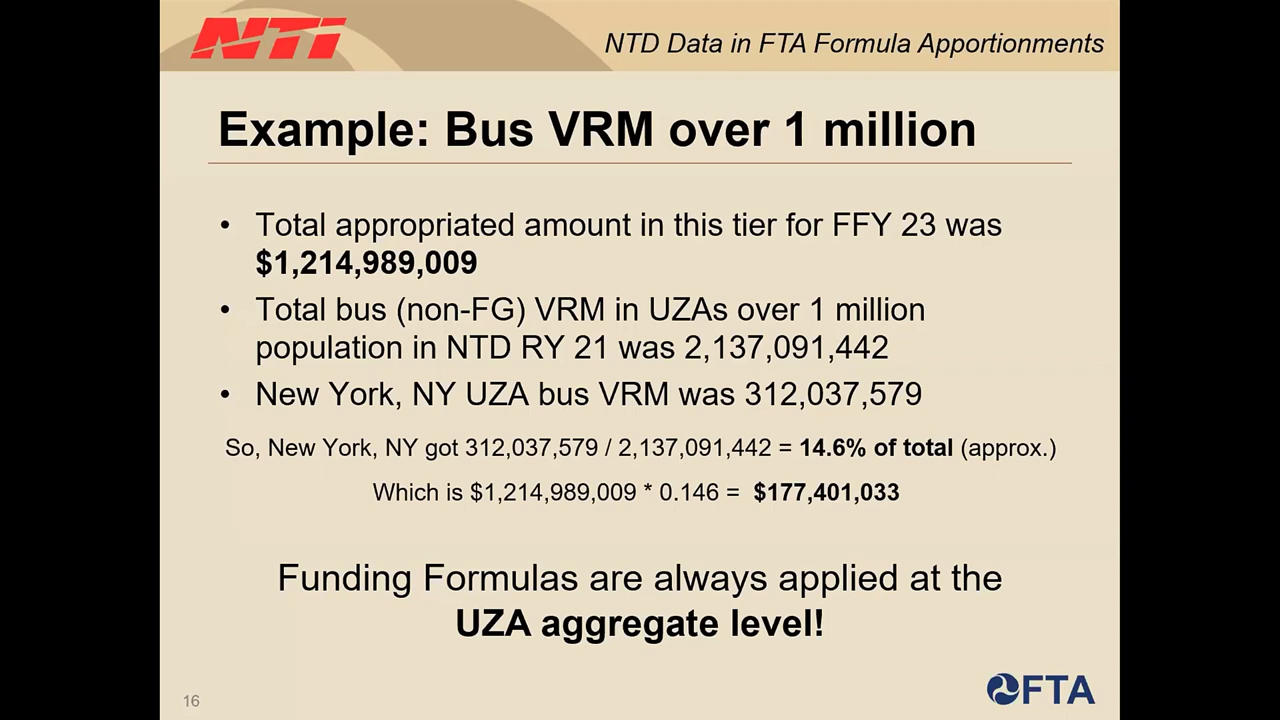 NTI
NTD Data in FTA Formula Apportionments
Example: Bus VRM over 1 million
• Total appropriated amount in this tier for FFY 23 was
$1,214,989,009
• Total bus (non-FG) VRM in UZAs over 1 million
population in NTD RY 21 was 2,137,091,442
• New York, NY UZA bus VRM was 312,037,579
So, New York, NY got 312,037,579 / 2,137,091,442 = 14.6% of total (approx.)
Which is $1,214,989,009 * 0.146 = $177,401,033
Funding Formulas are always applied at the
UZA aggregate level!
16
FTA